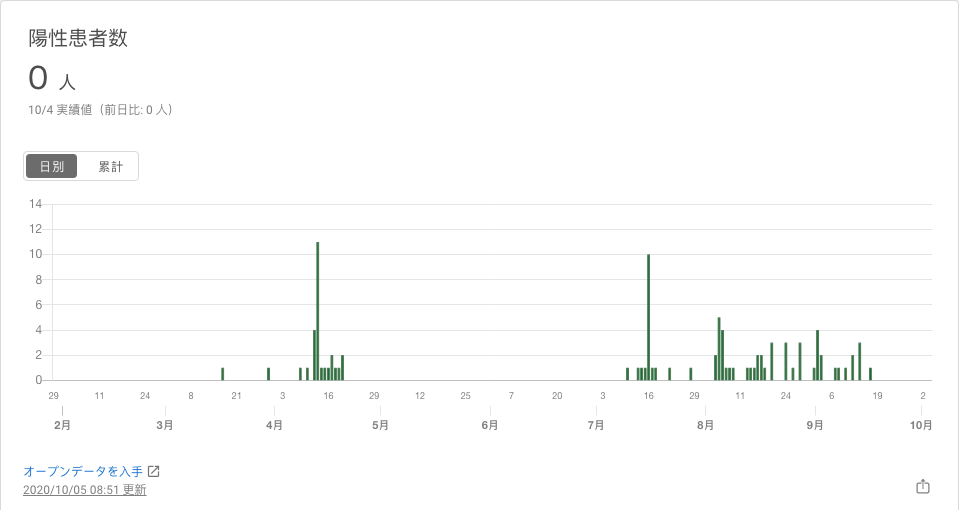 陽性患者数
0 人
10/4 実績値（前日比: 0 人）
日別 累計
14
12
10
8
6
4
2
0
29 11 24 8 21 3 16 29 12 25 7 20 3 16 29 11 24 6 19 2
2月 3月 4月 5月 6月 7月 8月 9月 10月
オープンデータを入手
2020/10/05 08:51 更新